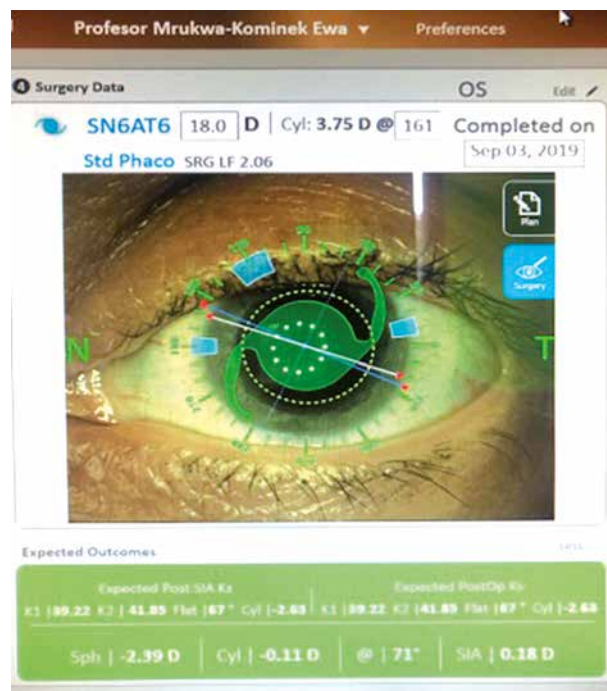 Profesor Mrukwa-Kominek Ewa ▼ Preferences
4 Surgery Data OS Edit
SN6AT6 18.0 D | Cyl: 3.75 D @ 161 Completed on
Sep 03, 2019
Std Phaco SRG LF 2.06
Plan
Surgery
N T
Expected Outcomes
Expected Post SIA Ks Expected PostOp Ks
K1 |39.22 K2 |41.85 Flat |67° Cyl |-2.63 K1 |39.22 K2 |41.85 Flat |67° Cyl |-2.63
Sph | -2.39 D Cyl | -0.11 D @ | 71° SIA | 0.18 D